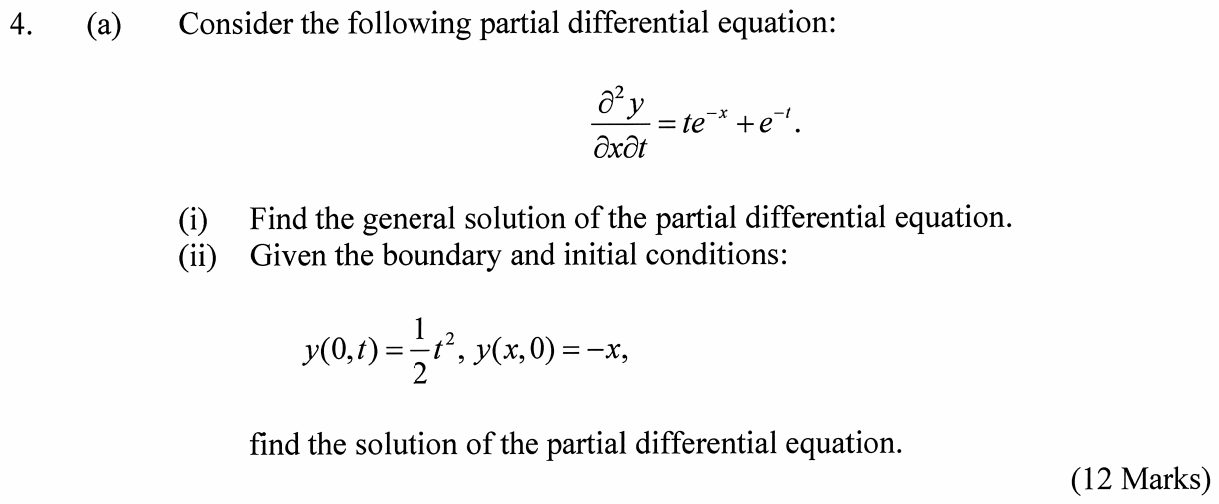 4. (a) Consider the following partial differential equation:
∂²y/∂x∂t = te⁻ˣ + e⁻ᵗ.
(i) Find the general solution of the partial differential equation.
(ii) Given the boundary and initial conditions:
y(0,t) = 1/2 t², y(x,0) = −x,
find the solution of the partial differential equation.
(12 Marks)